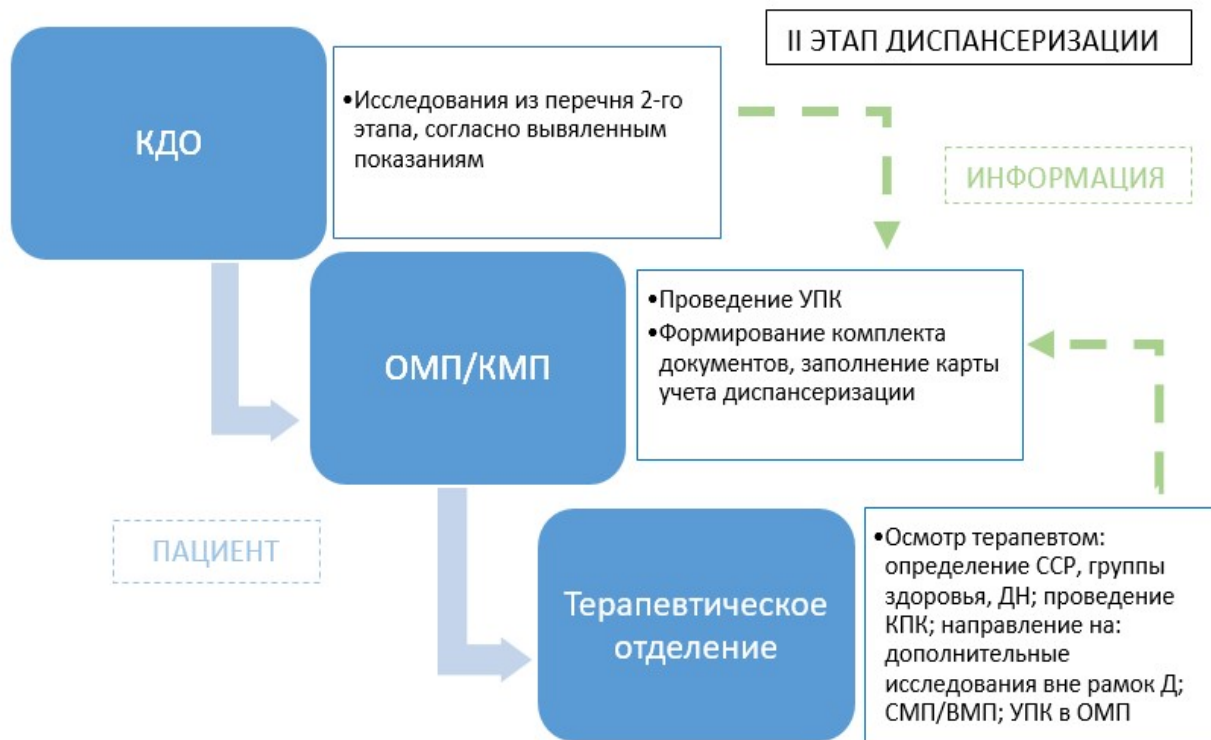 II ЭТАП ДИСПАНСЕРИЗАЦИИ
КДО
•Исследования из перечня 2-го
этапа, согласно вывяленным
показаниям
ИНФОРМАЦИЯ
ОМП/КМП
•Проведение УПК
•Формирование комплекта
документов, заполнение карты
учета диспансеризации
ПАЦИЕНТ
Терапевтическое
отделение
•Осмотр терапевтом:
определение ССР, группы
здоровья, ДН; проведение
КПК; направление на:
дополнительные
исследования вне рамок Д;
СМП/ВМП; УПК в ОМП